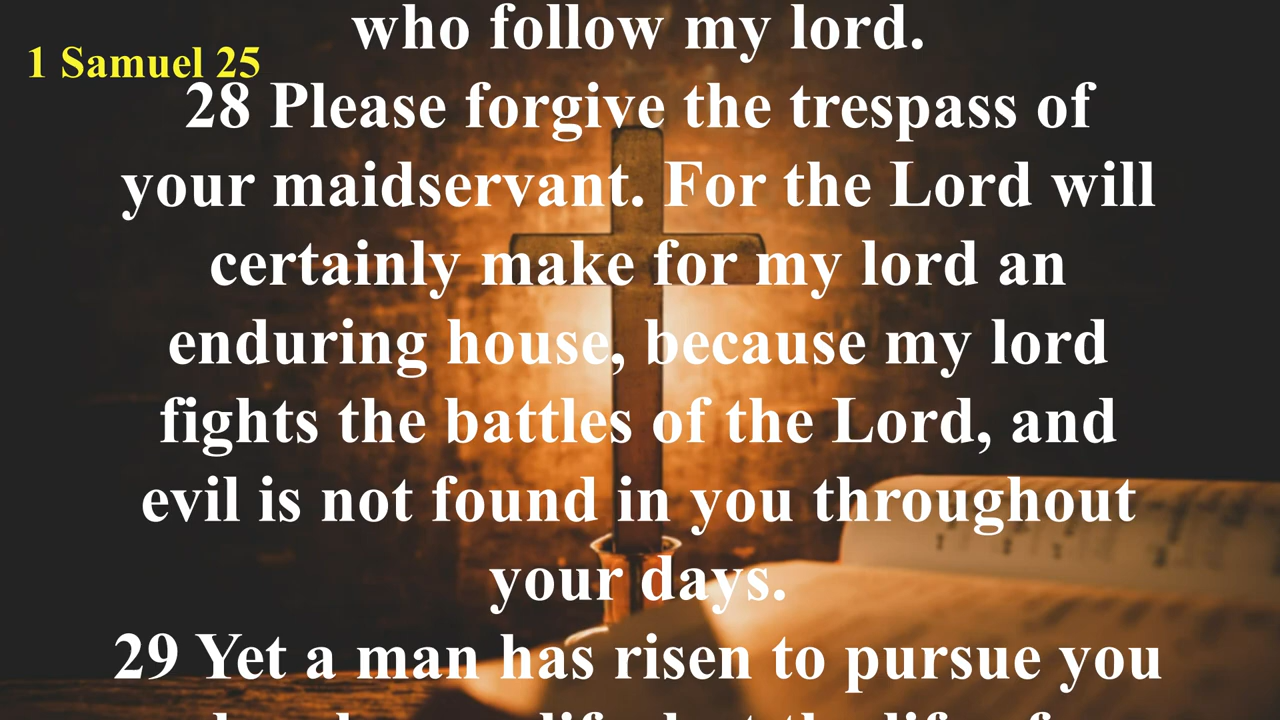 who follow my lord.
1 Samuel 25
28 Please forgive the trespass of
your maidservant. For the Lord will
certainly make for my lord an
enduring house, because my lord
fights the battles of the Lord, and
evil is not found in you throughout
your days.
29 Yet a man has risen to pursue you